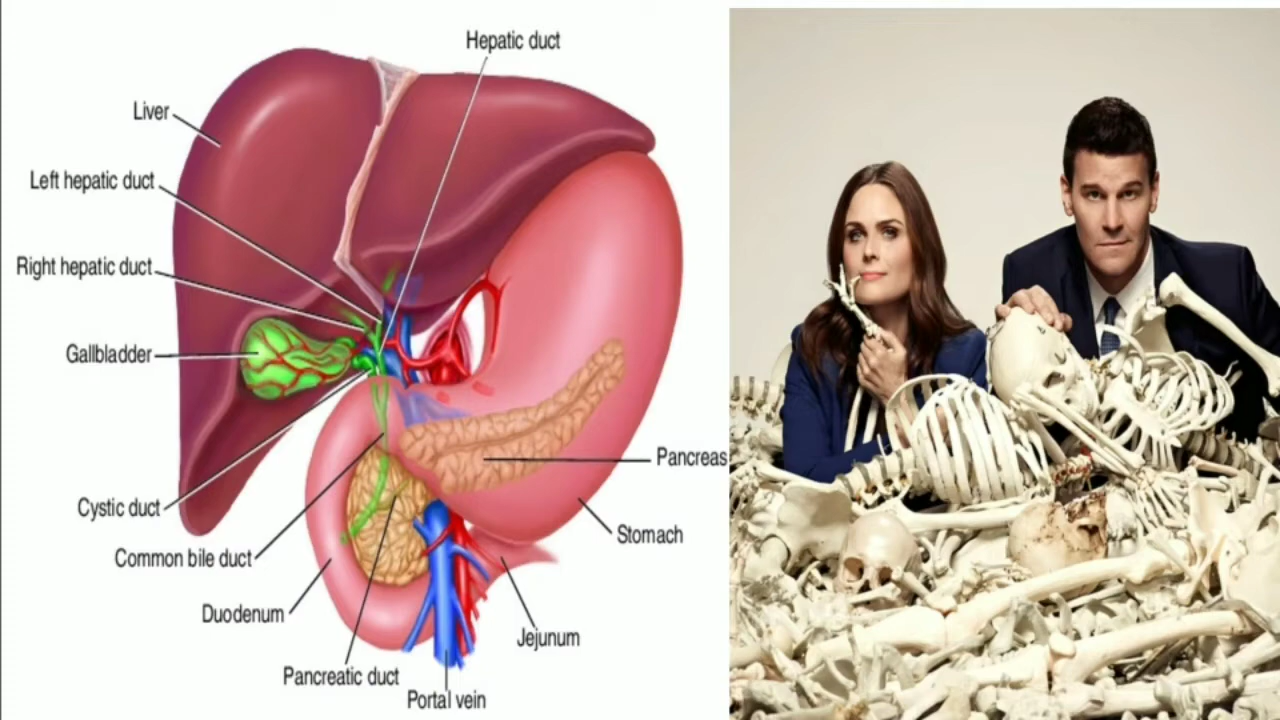 Hepatic duct
Liver
Left hepatic duct
Right hepatic duct
Gallbladder
Pancreas
Cystic duct
Stomach
Common bile duct
Duodenum
Jejunum
Pancreatic duct
Portal vein